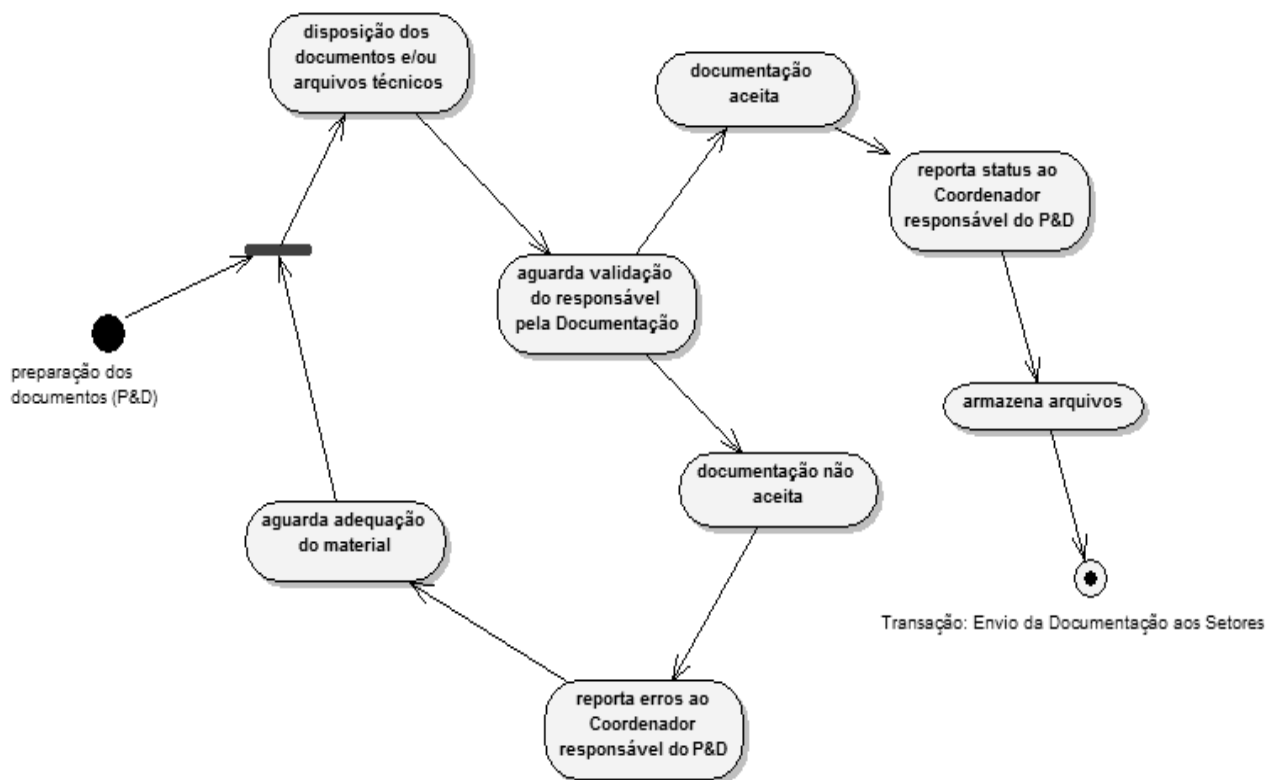 disposição dos
documentos e/ou
arquivos técnicos
documentação
aceita
reporta status ao
Coordenador
responsável do P&D
aguarda validação
do responsável
pela Documentação
preparação dos
documentos (P&D)
armazena arquivos
documentação não
aceita
aguarda adequação
do material
Transação: Envio da Documentação aos Setores
reporta erros ao
Coordenador
responsável do P&D